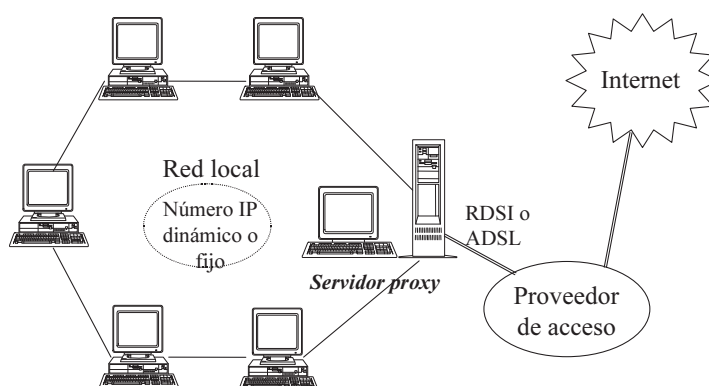 Internet
Red local
Número IP
dinámico o
fijo
RDSI o
ADSL
Servidor proxy
Proveedor
de acceso